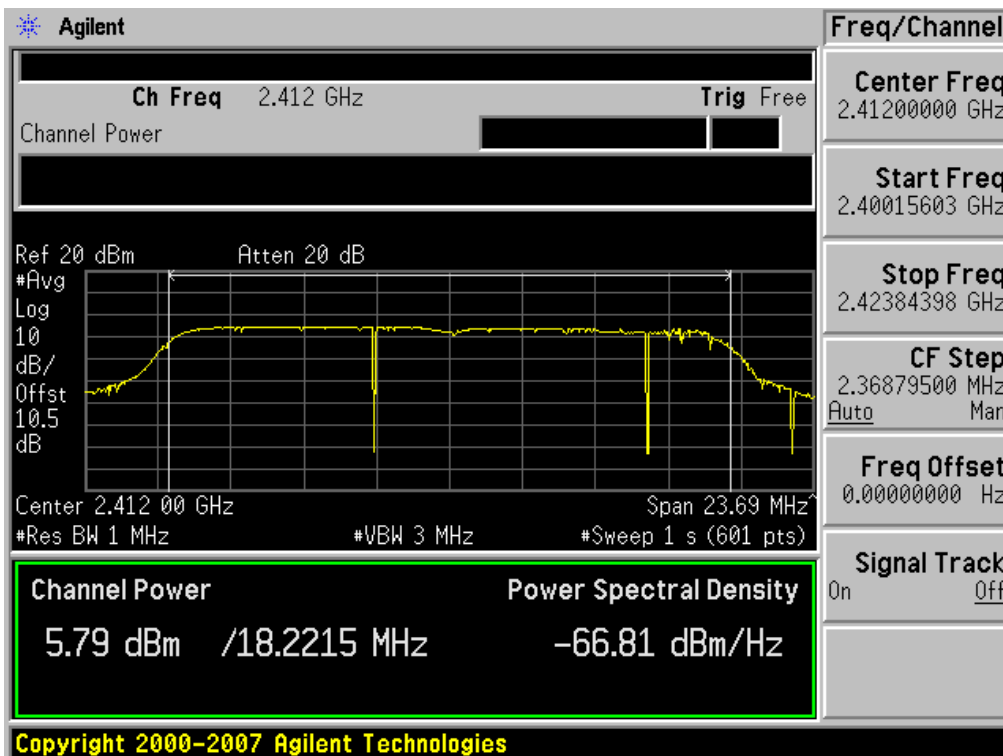 Agilent
Freq/Channel
Ch Freq 2.412 GHz Trig Free
Channel Power
Center Freq
2.41200000 GHz
Start Freq
2.40015603 GHz
Stop Freq
2.42384398 GHz
CF Step
2.36879500 MHz
Auto Man
Freq Offset
0.00000000 Hz
Signal Track
On Off
Ref 20 dBm Atten 20 dB
#Avg
Log
10
dB/
Offst
10.5
dB
Center 2.412 00 GHz Span 23.69 MHz^
#Res BW 1 MHz #VBW 3 MHz #Sweep 1 s (601 pts)
Channel Power Power Spectral Density
5.79 dBm /18.2215 MHz -66.81 dBm/Hz
Copyright 2000-2007 Agilent Technologies